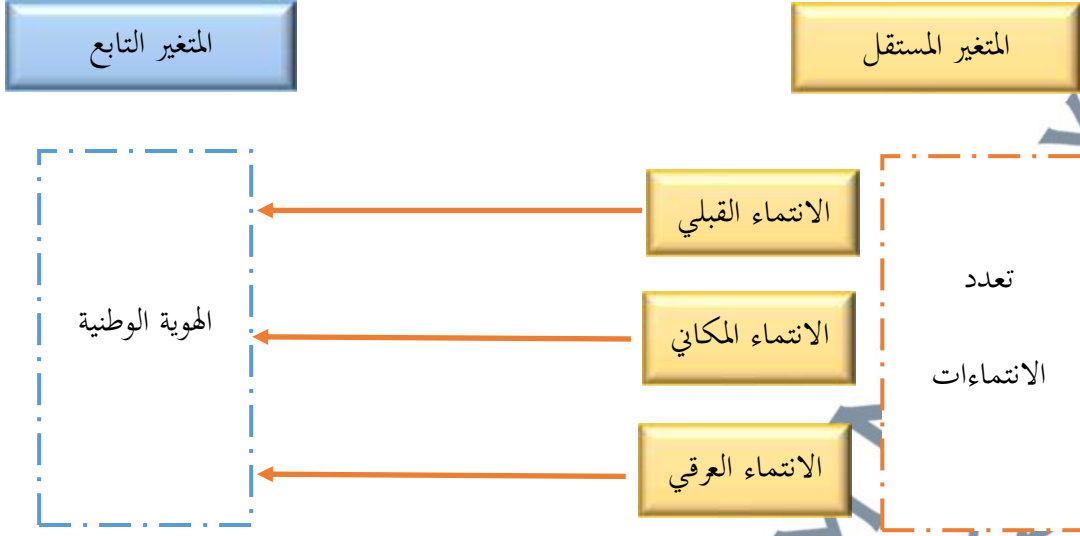 المتغير المستقل
المتغير التابع
الانتماء القبلي
تعدد
الانتماءات
الهوية الوطنية
الانتماء المكاني
الانتماء العرقي